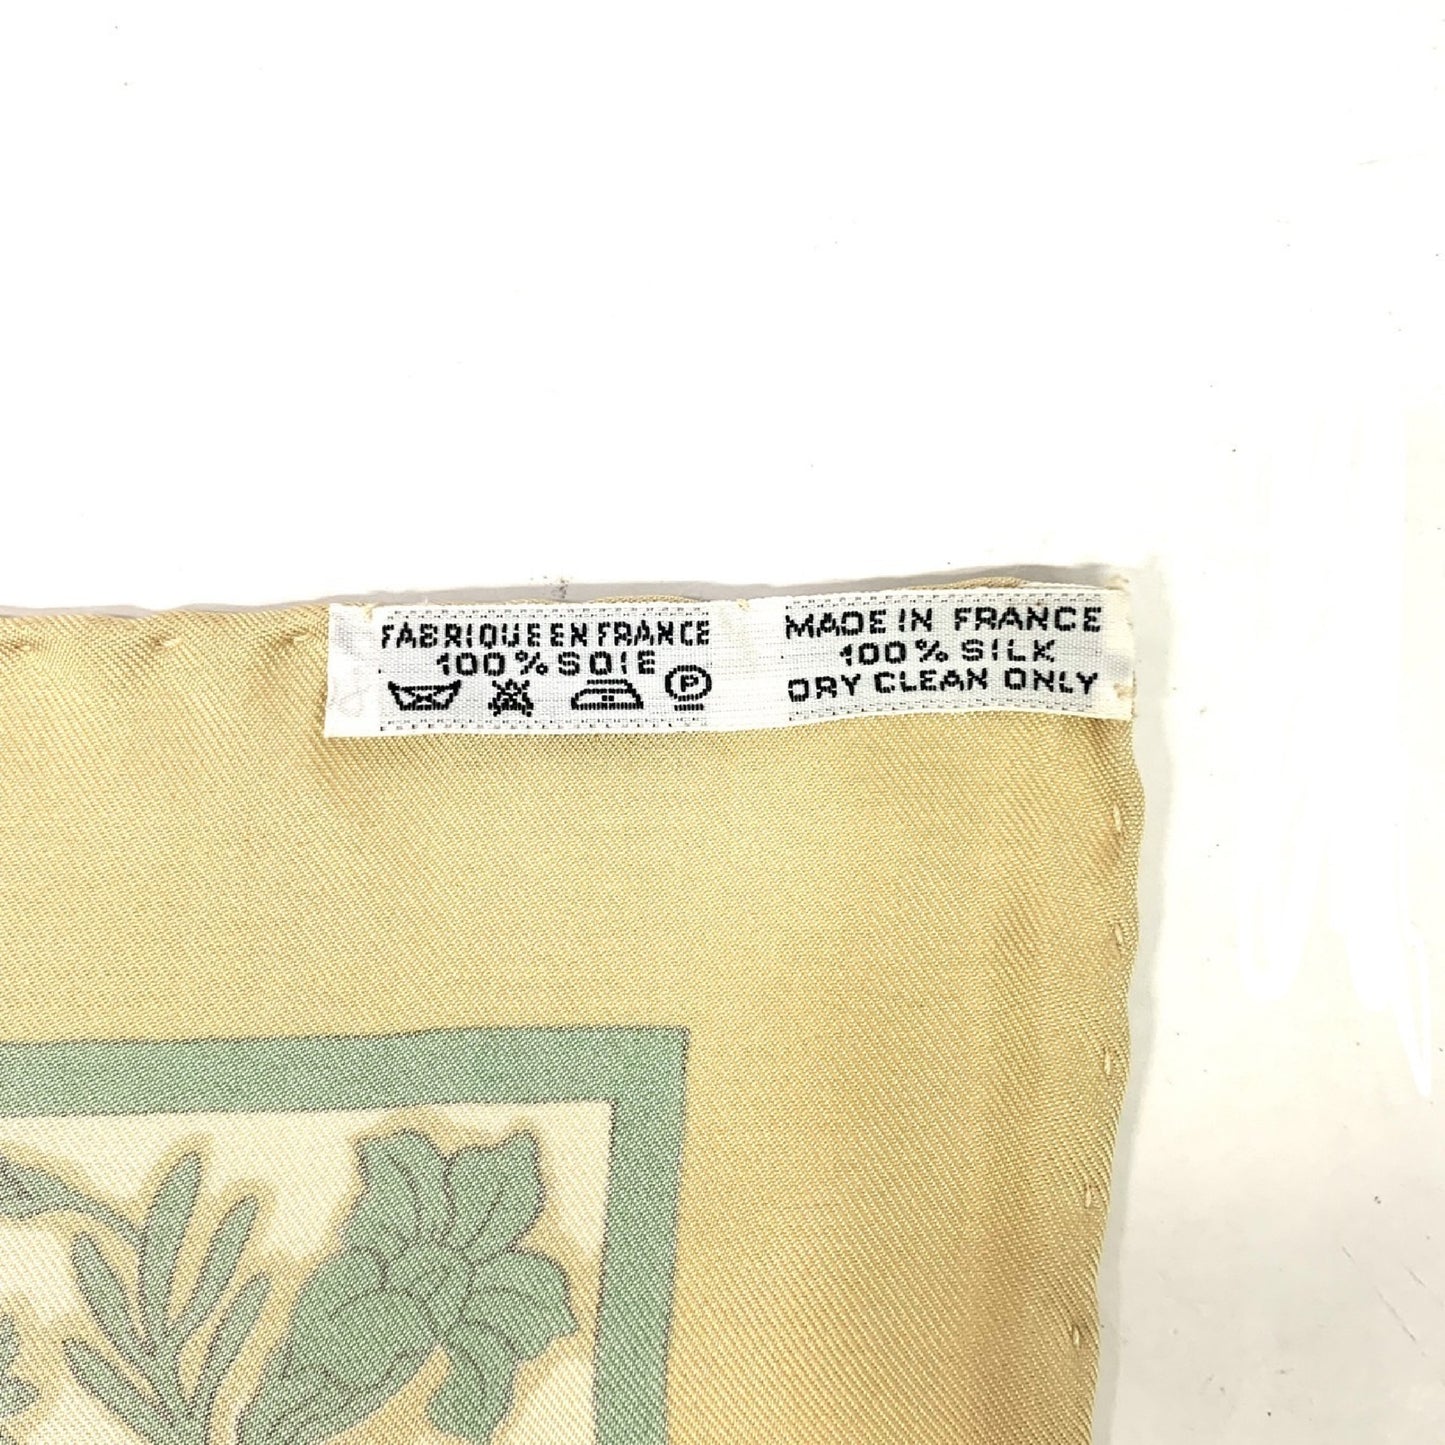 FABRIQUE EN FRANCE
100% SOIE
P
MADE IN FRANCE
100% SILK
DRY CLEAN ONLY